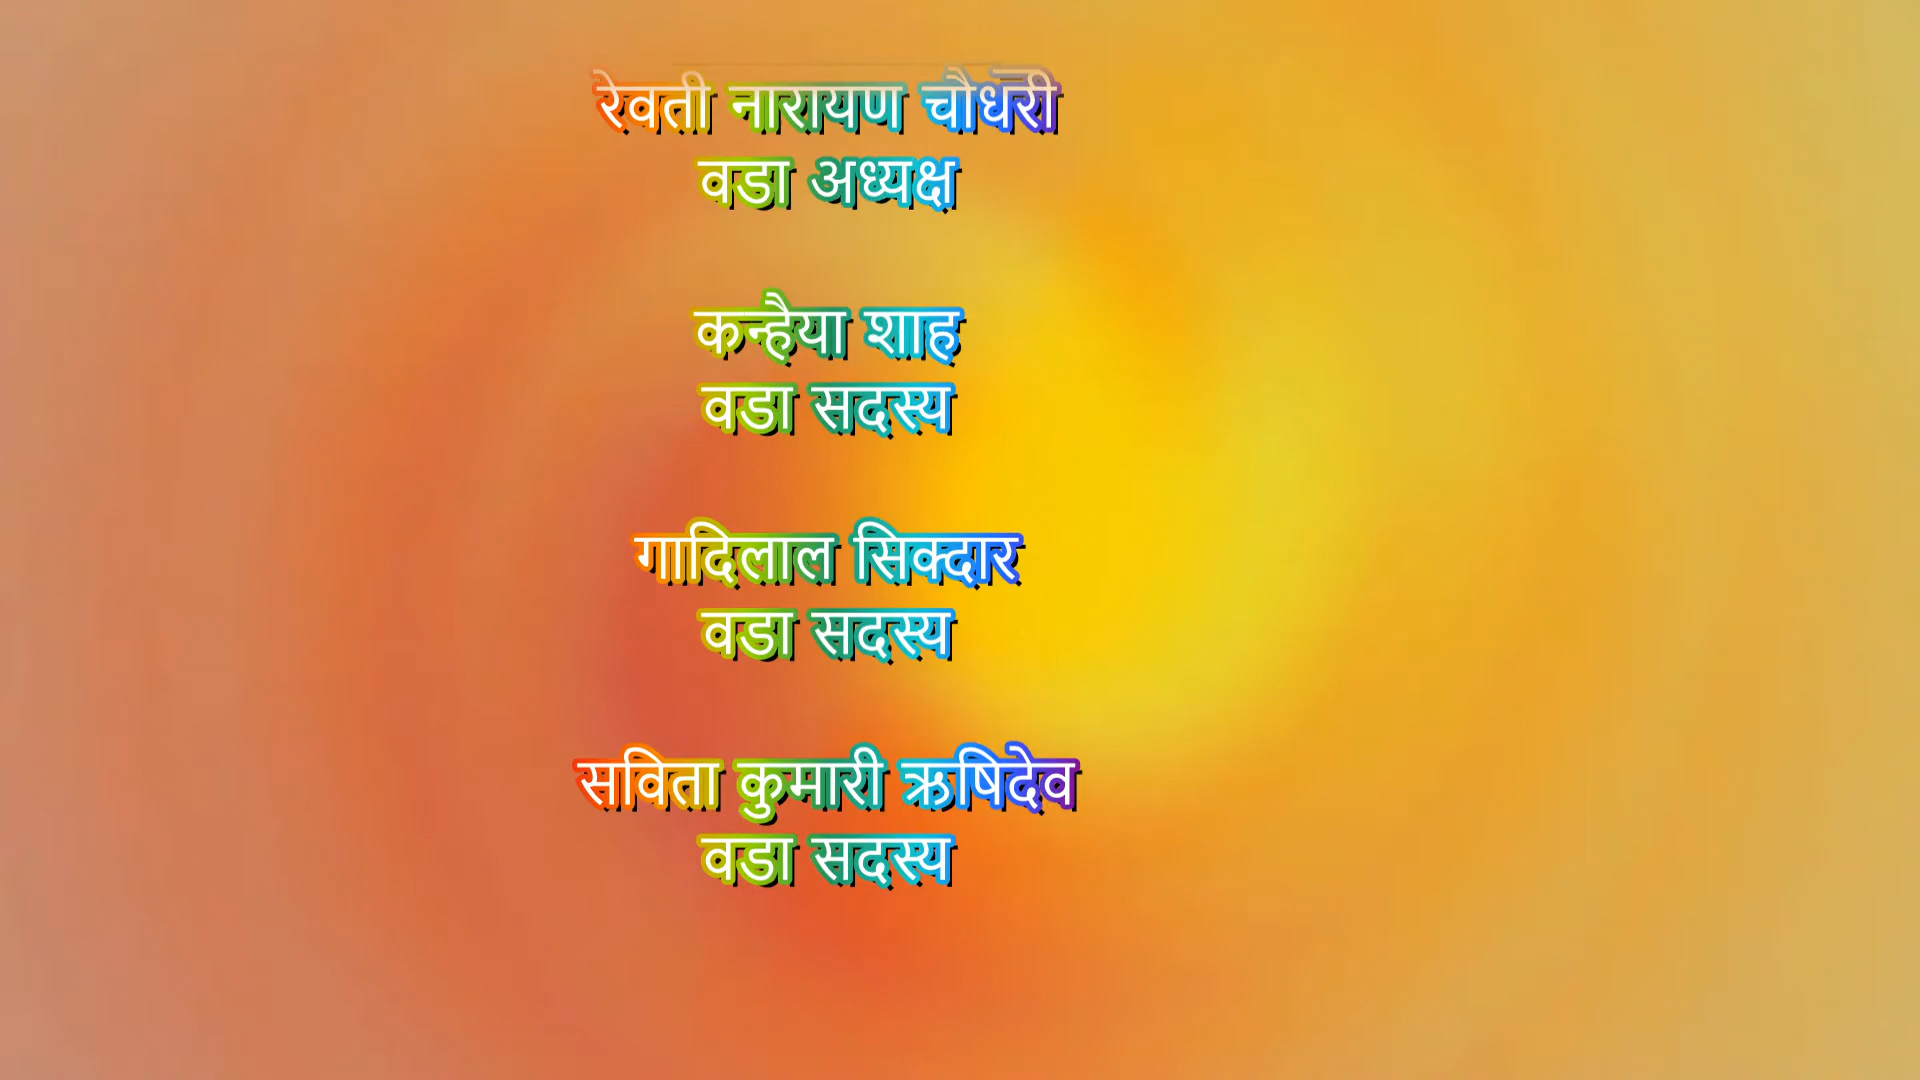 रेवती नारायण चौधरी
वडा अध्यक्ष
कन्हैया शाह
वडा सदस्य
गादिलाल सिक्दार
वडा सदस्य
सविता कुमारी ऋषिदेव
वडा सदस्य